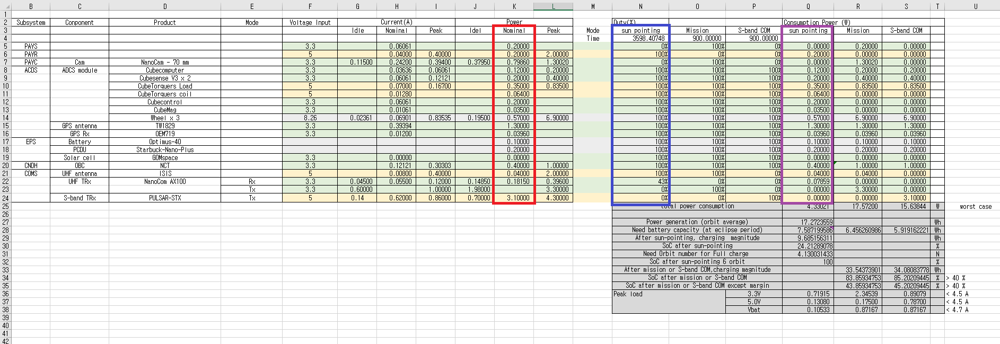 B C D E F G H I J K L M N O P Q R S T U
1
2 Subsystem Conponent Product Mode Voltage Input Current(A) Power Duty(%) Consumption Power (W)
3 Idle Nominal Peak Idel Nominal Peak Mode sun pointing Mission S-band COM sun pointing Mission S-band COM
4 Time 3598.40748 900.00000 900.00000
5 PAYS 3.3 0.06061 0.20000 0% 100% 0% 0.00000 0.20000 0.00000
6 PAYR 5 0.04000 0.40000 0.20000 2.00000 100% 0% 0% 0.20000 0.00000 0.00000
7 PAYC Cam NanoCam - 70 mm 3.3 0.11500 0.24200 0.39400 0.37950 0.79860 1.30020 0% 100% 0% 0.00000 1.30020 0.00000
8 ACDS ADCS module Cubecomputer 3.3 0.03636 0.06061 0.12000 0.20000 100% 100% 100% 0.12000 0.20000 0.20000
9 Cubesense V3 x 2 3.3 0.06061 0.12121 0.20000 0.40000 100% 100% 100% 0.20000 0.40000 0.40000
10 CubeTorquers Load 5 0.07000 0.16700 0.35000 0.83500 100% 100% 100% 0.35000 0.83500 0.83500
11 CubeTorquers coil 5 0.01280 0.06400 100% 100% 100% 0.06400 0.00000 0.00000
12 Cubecontrol 3.3 0.06061 0.20000 100% 100% 100% 0.20000 0.00000 0.00000
13 CubeMag 3.3 0.01061 0.03500 100% 100% 100% 0.03500 0.00000 0.00000
14 Wheel x 3 8.26 0.02361 0.06901 0.83535 0.19500 0.57000 6.90000 100% 100% 100% 0.57000 6.90000 6.90000
15 GPS antenna TW1829 3.3 0.39394 1.30000 100% 100% 100% 1.30000 1.30000 1.30000
16 GPS Rx OEM719 3.3 0.01200 0.03960 100% 100% 100% 0.03960 0.03960 0.03960
17 EPS Battery Optimus-40 0.10000 100% 100% 100% 0.10000 0.10000 0.10000
18 PCDU Starbuck-Nano-Plus 0.20000 100% 100% 100% 0.20000 0.20000 0.20000
19 Solar cell GOMspace 3.3 0.00000 0.00000 100% 100% 100% 0.00000 0.00000 0.00000
20 CNDH OBC NCT 3.3 0.12121 0.30303 0.40000 1.00000 100% 100% 100% 0.40000 1.00000 1.00000
21 COMS UHF antenna ISIS 5 0.00800 0.40000 0.04000 2.00000 100% 100% 0% 0.04000 0.04000 0.00000
22 UHF TRx NanoCom AX100 Rx 3.3 0.04500 0.05500 0.12000 0.14850 0.18150 0.39600 43% 0% 0% 0.07859 0.00000 0.00000
23 Tx 3.3 0.60000 1.00000 1.98000 3.30000 0% 100% 0% 0.00000 3.30000 0.00000
24 S-band TRx PULSAR-STX Tx 5 0.14 0.62000 0.86000 0.70000 3.10000 4.30000 0% 0% 100% 0.00000 0.00000 3.10000
25 total power consumption 4.33021 17.57200 15.63844 W worst case
26
27 Power generation (orbit average) 17.2723559 Wh
28 Need battery capacity (at eclipse period) 7.587199586 6.456260986 5.919162221 Wh
29 After sun-pointing, charging magnitude 9.685156311 Wh
30 SoC after sun-pointing 24.21289078 %
31 Need Orbit number for Full charge 4.130031433 N
32 SoC after sun-pointing 6 orbit 100 %
33 After mission or S-band COM,charging magnitude 33.54373901 34.08083778 Wh
34 SoC after mission or S-band COM 83.85934753 85.20209445 % > 40 %
35 SoC after mission or S-band COM except margin 43.85934753 45.20209445 % > 40 %
36 Peak load 3.3V 0.71915 2.34539 0.89079 < 4.5 A
37 5.0V 0.13080 0.17500 0.78700 < 4.5 A
38 Vbat 0.10533 0.87167 0.87167 < 4.7 A
39
40
41
42